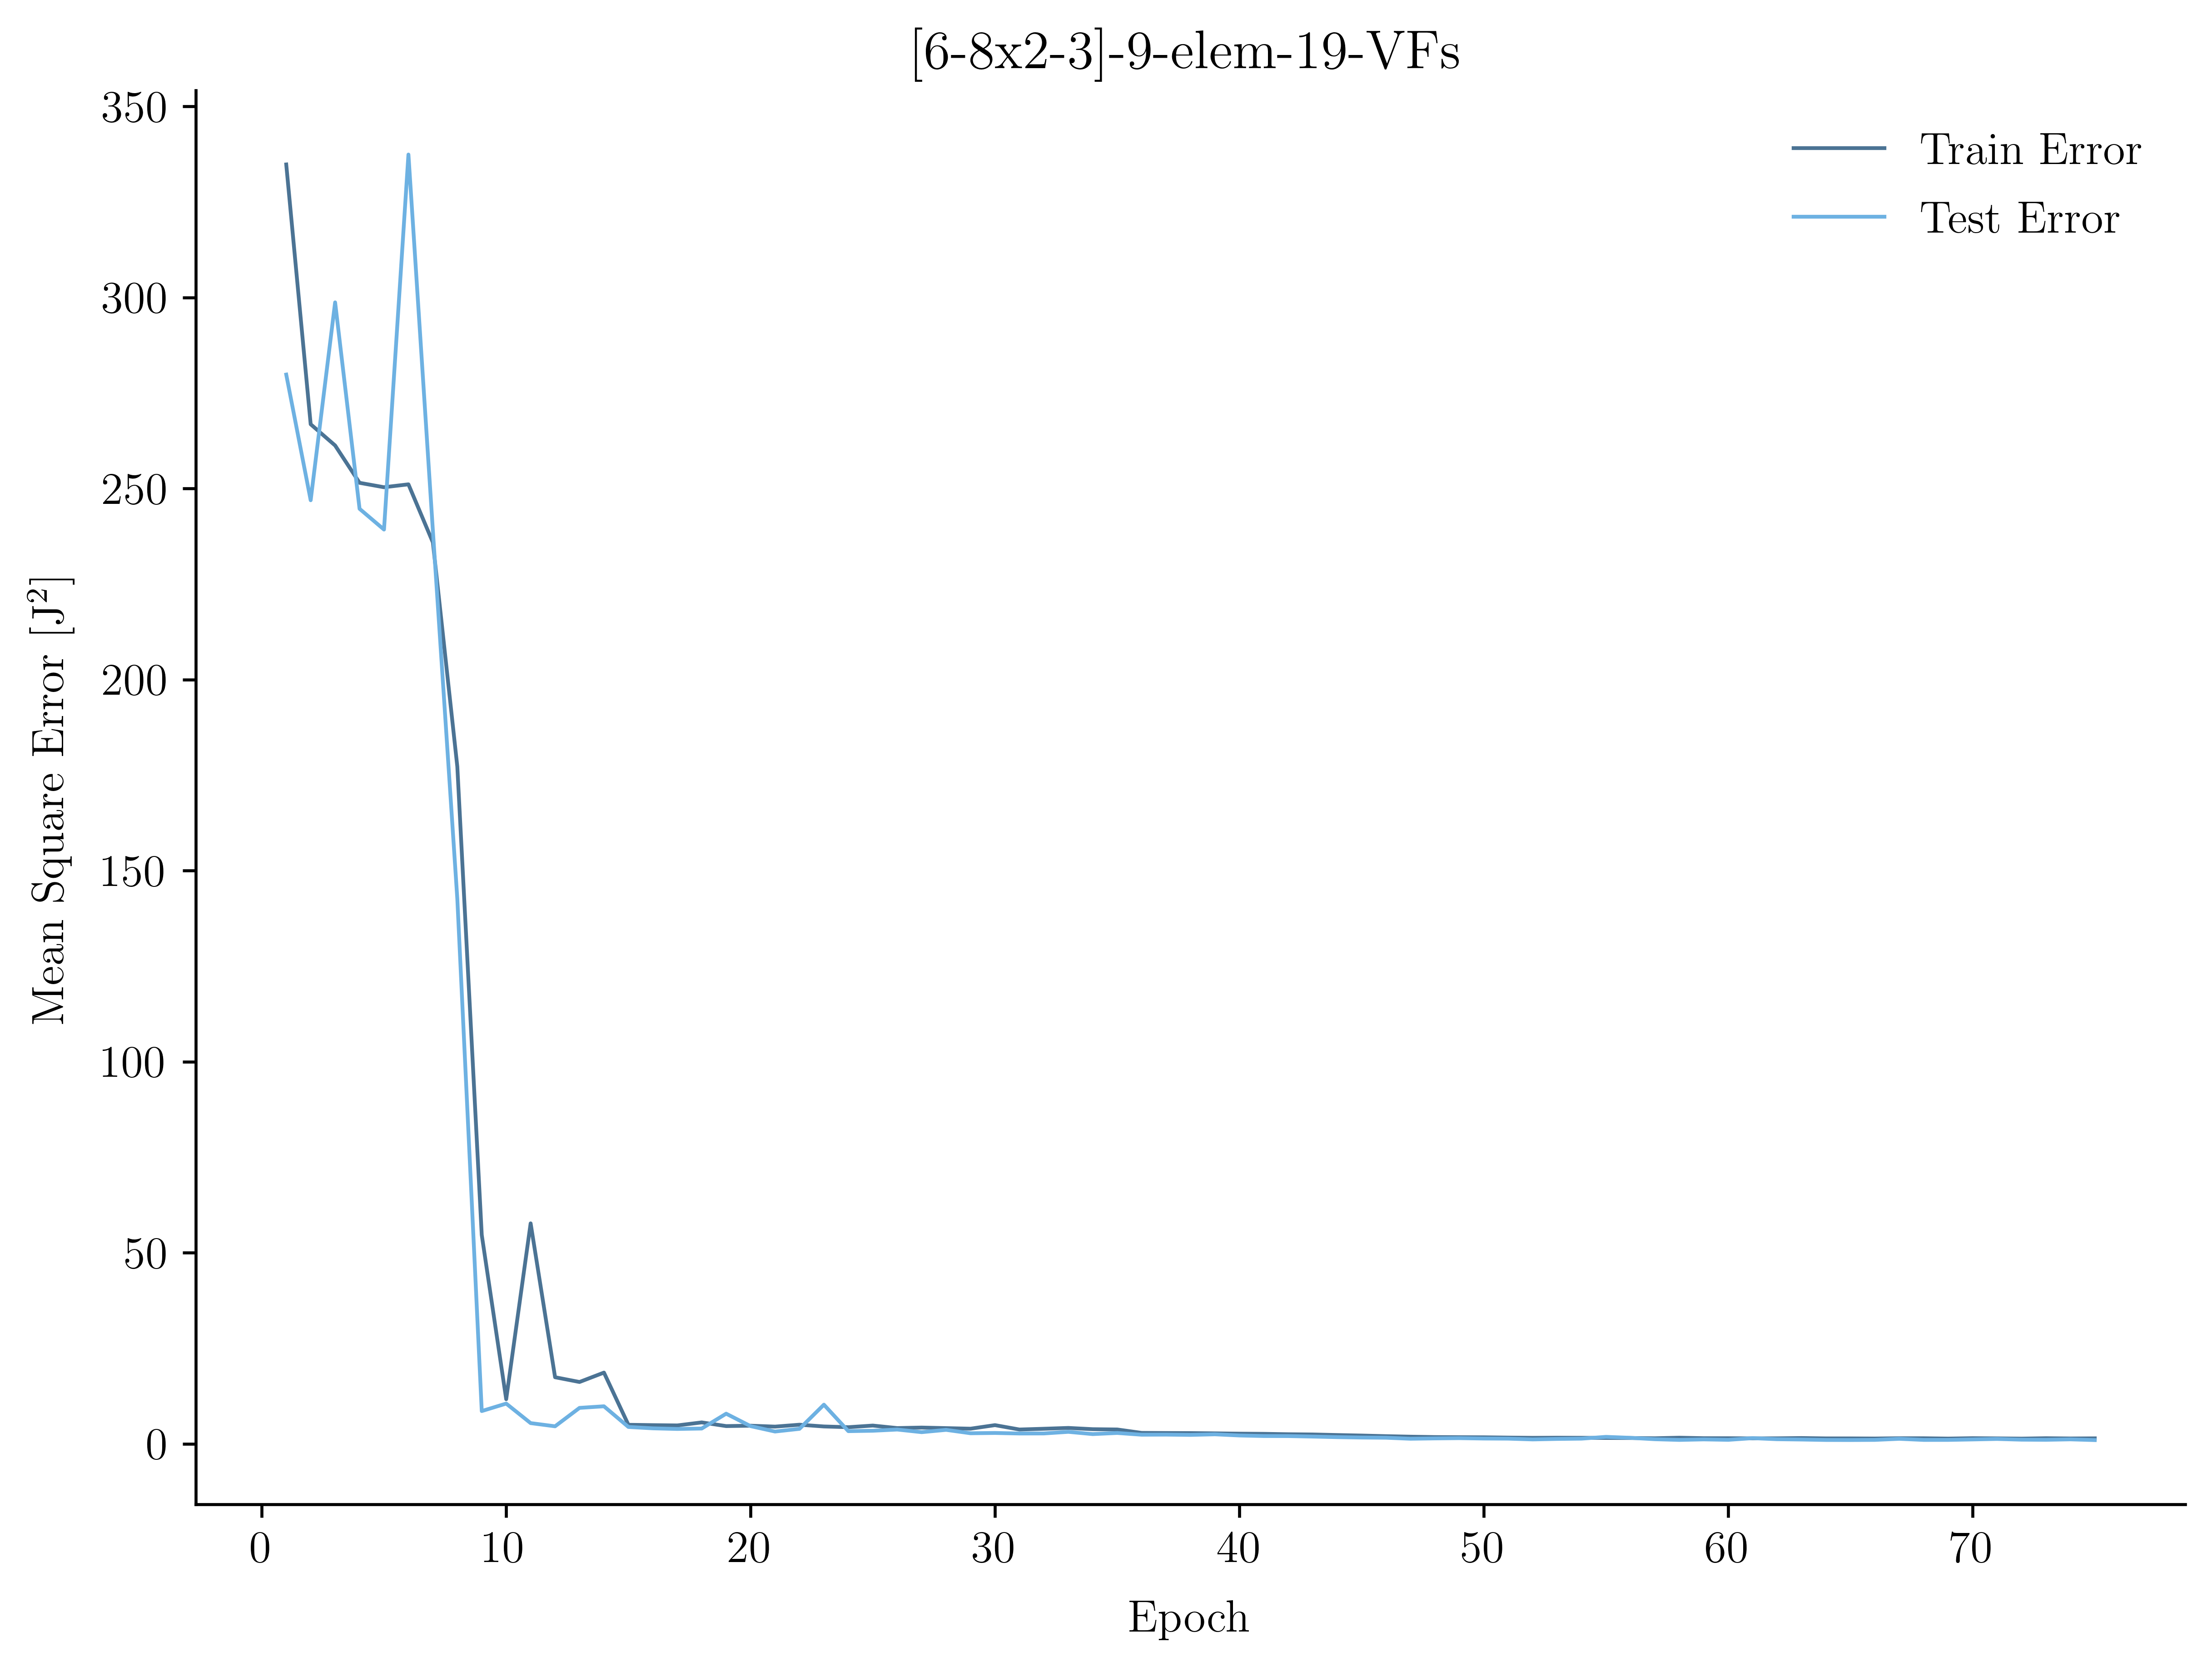 [6-8x2-3]-9-elem-19-VFs
Train Error
Test Error
Mean Square Error [J²]
350
300
250
200
150
100
50
0
0 10 20 30 40 50 60 70
Epoch